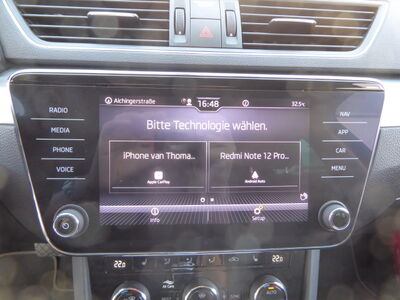 Aichingerstraße 16:48 i 32.5°c
RADIO
MEDIA
PHONE
VOICE
NAV
APP
CAR
MENU
Bitte Technologie wählen.
iPhone van Thoma...
Redmi Note 12 Pro...
Apple CarPlay
Android Auto
i
Info
Setup
22.0
22.0
AUTO